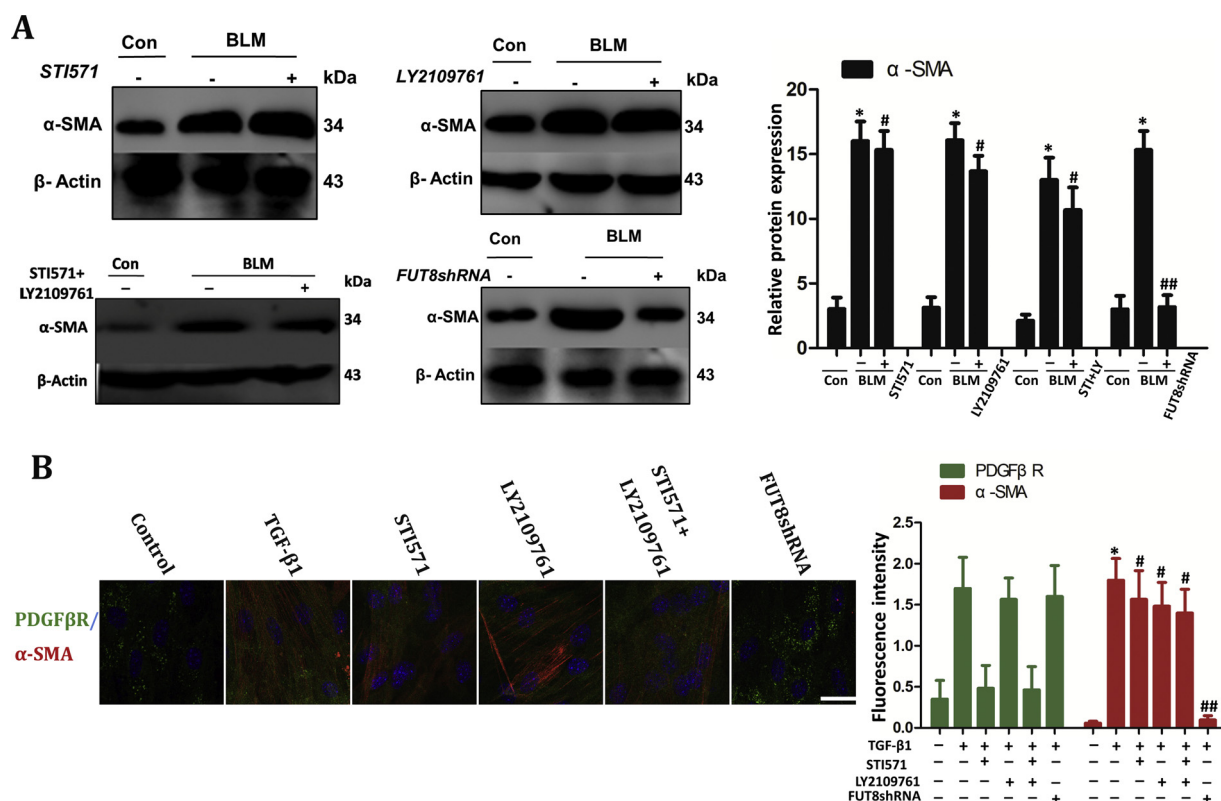 A
Con BLM
STI571 - - + kDa
α-SMA 34
β- Actin 43
Con BLM
LY2109761 - - + kDa
α-SMA 43
β- Actin 43
STI571+ Con BLM
LY2109761 – – + kDa
α-SMA 34
β-Actin 43
Con BLM
FUT8shRNA - - + kDa
α-SMA 34
β- Actin 43
α -SMA
Relative protein expression
20
15
10
5
0
* # * # * # * ##
– + – + – + – +
Con BLM STI571 Con BLM LY2109761 Con BLM STI+LY Con BLM FUT8shRNA
B
Control
TGF-β1
STI571
LY2109761
STI571+
LY2109761
FUT8shRNA
PDGFβR/
α-SMA
PDGFβ R
α -SMA
Fluorescence intensity
2.5
2.0
1.5
1.0
0.5
0.0
* # # # ##
TGF-β1 – + + + + + – + + + + +
STI571 – – + – + – – – + – + –
LY2109761 – – – + + – – – – + + –
FUT8shRNA – – – – – + – – – – – +